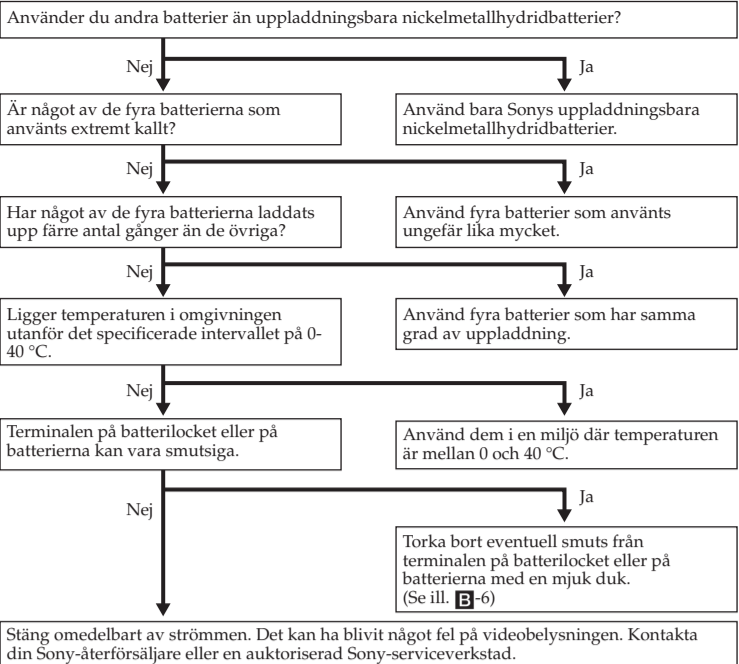 Använder du andra batterier än uppladdningsbara nickelmetallhydridbatterier?
Nej
Ja
Är något av de fyra batterierna som
använts extremt kallt?
Använd bara Sonys uppladdningsbara
nickelmetallhydridbatterier.
Nej
Ja
Har något av de fyra batterierna laddats
upp färre antal gånger än de övriga?
Använd fyra batterier som använts
ungefär lika mycket.
Nej
Ja
Ligger temperaturen i omgivningen
utanför det specificerade intervallet på 0-
40 °C.
Använd fyra batterier som har samma
grad av uppladdning.
Nej
Ja
Terminalen på batterilocket eller på
batterierna kan vara smutsiga.
Använd dem i en miljö där temperaturen
är mellan 0 och 40 °C.
Nej
Ja
Torka bort eventuell smuts från
terminalen på batterilocket eller på
batterierna med en mjuk duk.
(Se ill. B-6)
Stäng omedelbart av strömmen. Det kan ha blivit något fel på videobelysningen. Kontakta
din Sony-återförsäljare eller en auktoriserad Sony-serviceverkstad.